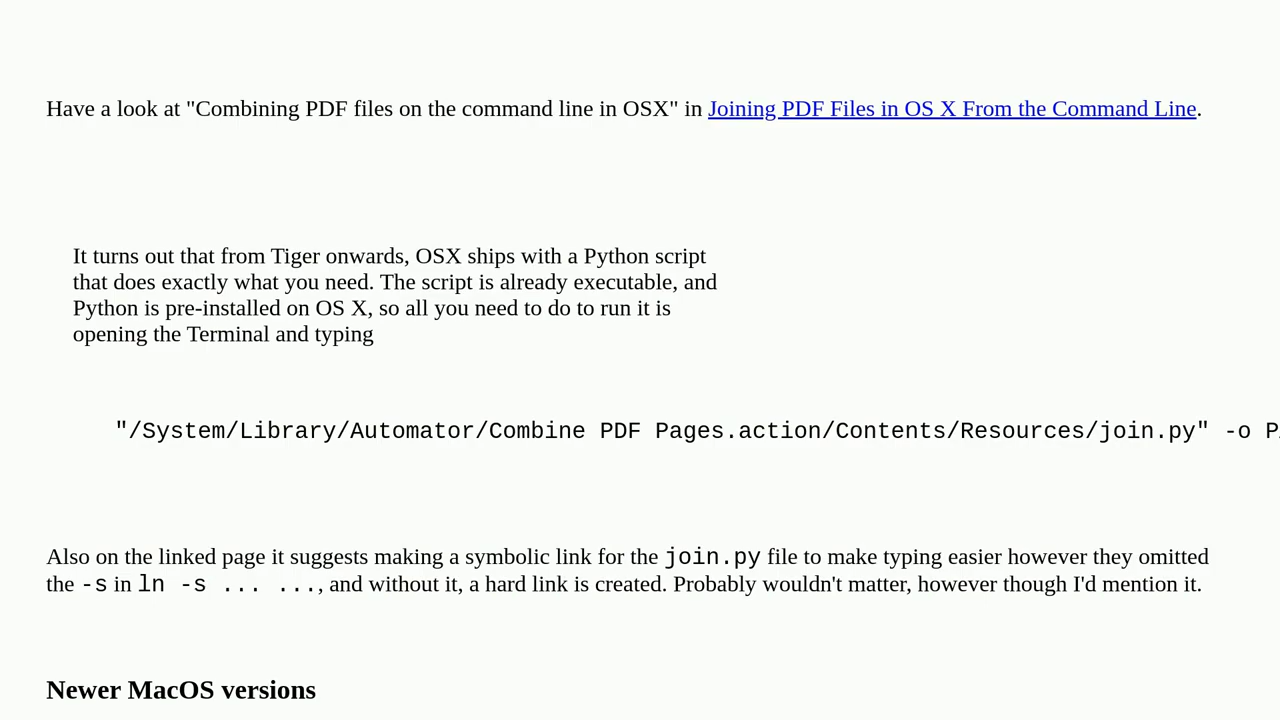 Have a look at "Combining PDF files on the command line in OSX" in Joining PDF Files in OS X From the Command Line.
It turns out that from Tiger onwards, OSX ships with a Python script
that does exactly what you need. The script is already executable, and
Python is pre-installed on OS X, so all you need to do to run it is
opening the Terminal and typing
"/System/Library/Automator/Combine PDF Pages.action/Contents/Resources/join.py" -o
Also on the linked page it suggests making a symbolic link for the join.py file to make typing easier however they omitted
the -s in ln -s ... ..., and without it, a hard link is created. Probably wouldn't matter, however though I'd mention it.
Newer MacOS versions